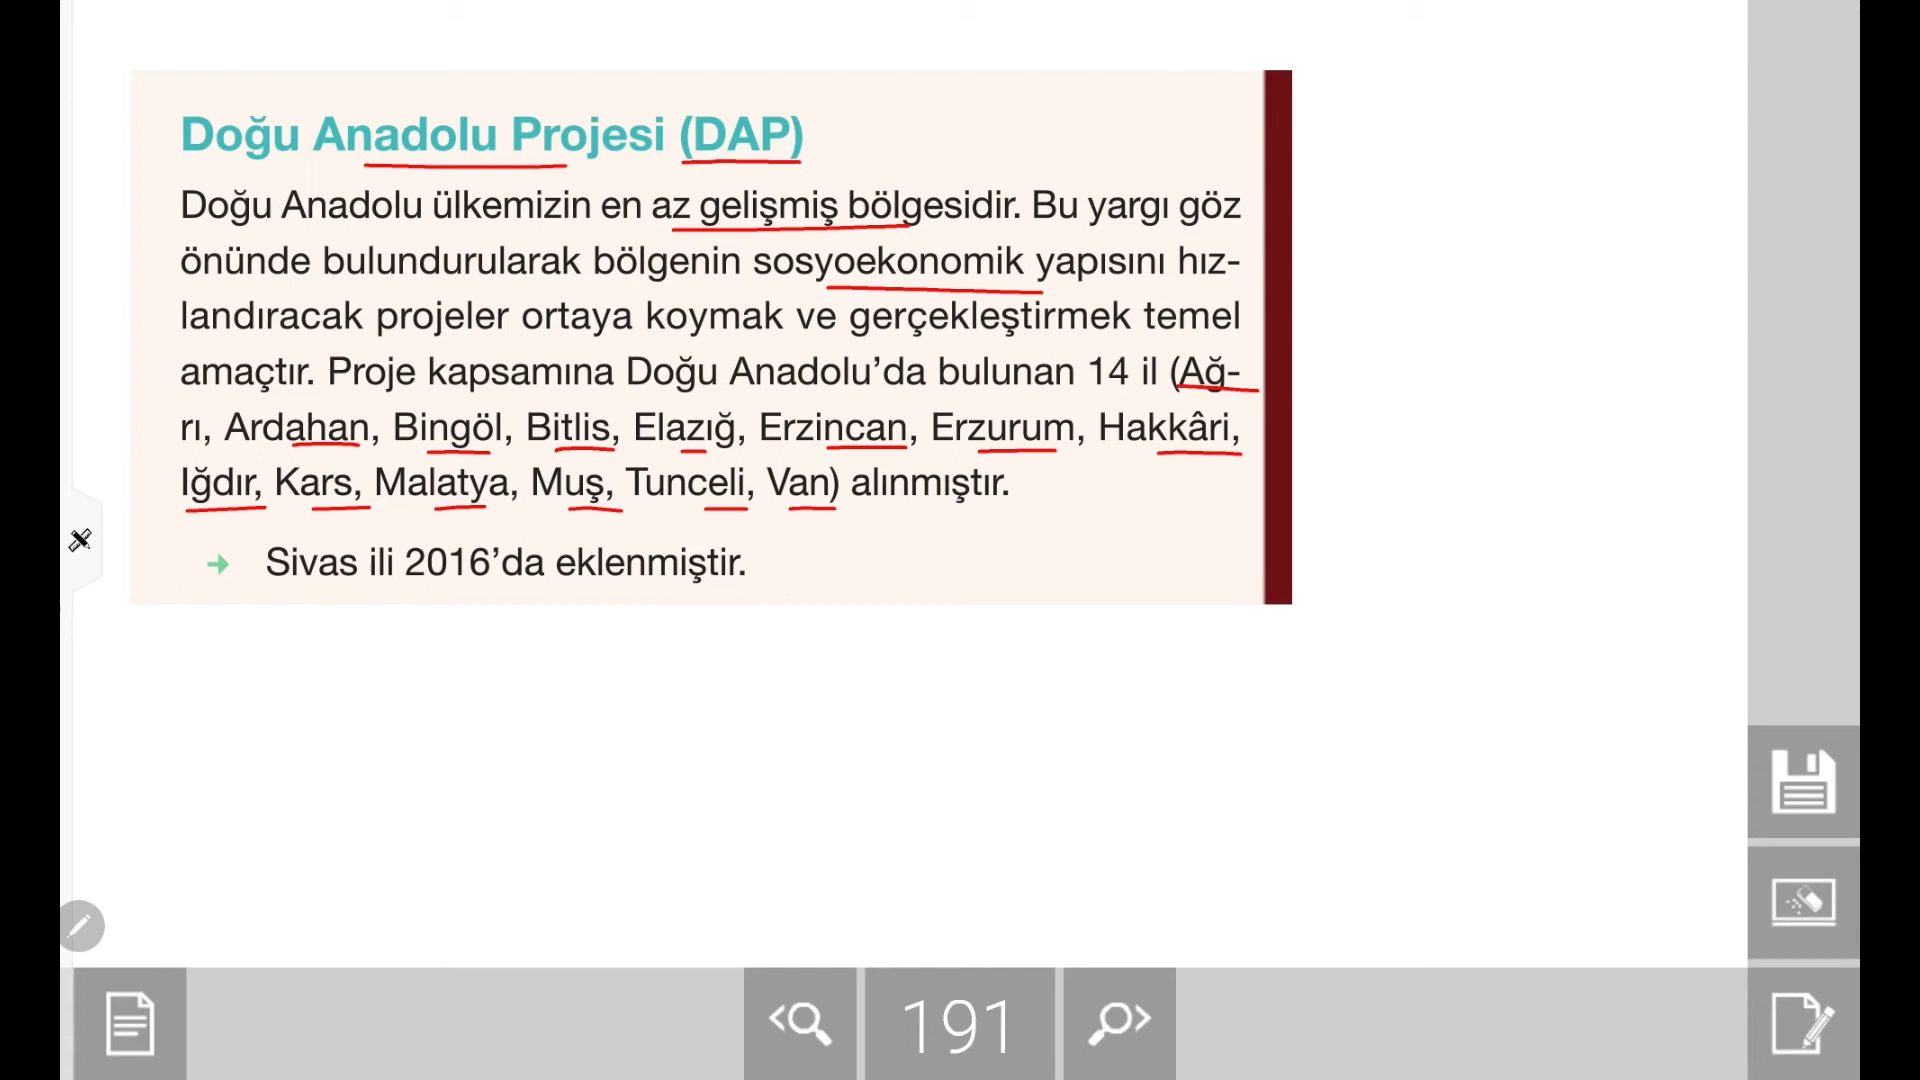 Doğu Anadolu Projesi (DAP)
Doğu Anadolu ülkemizin en az gelişmiş bölgesidir. Bu yargı göz
önünde bulundurularak bölgenin sosyoekonomik yapısını hız-
landıracak projeler ortaya koymak ve gerçekleştirmek temel
amaçtır. Proje kapsamına Doğu Anadolu’da bulunan 14 il (Ağ-
rı, Ardahan, Bingöl, Bitlis, Elazığ, Erzincan, Erzurum, Hakkâri,
Iğdır, Kars, Malatya, Muş, Tunceli, Van) alınmıştır.
→ Sivas ili 2016’da eklenmiştir.
191